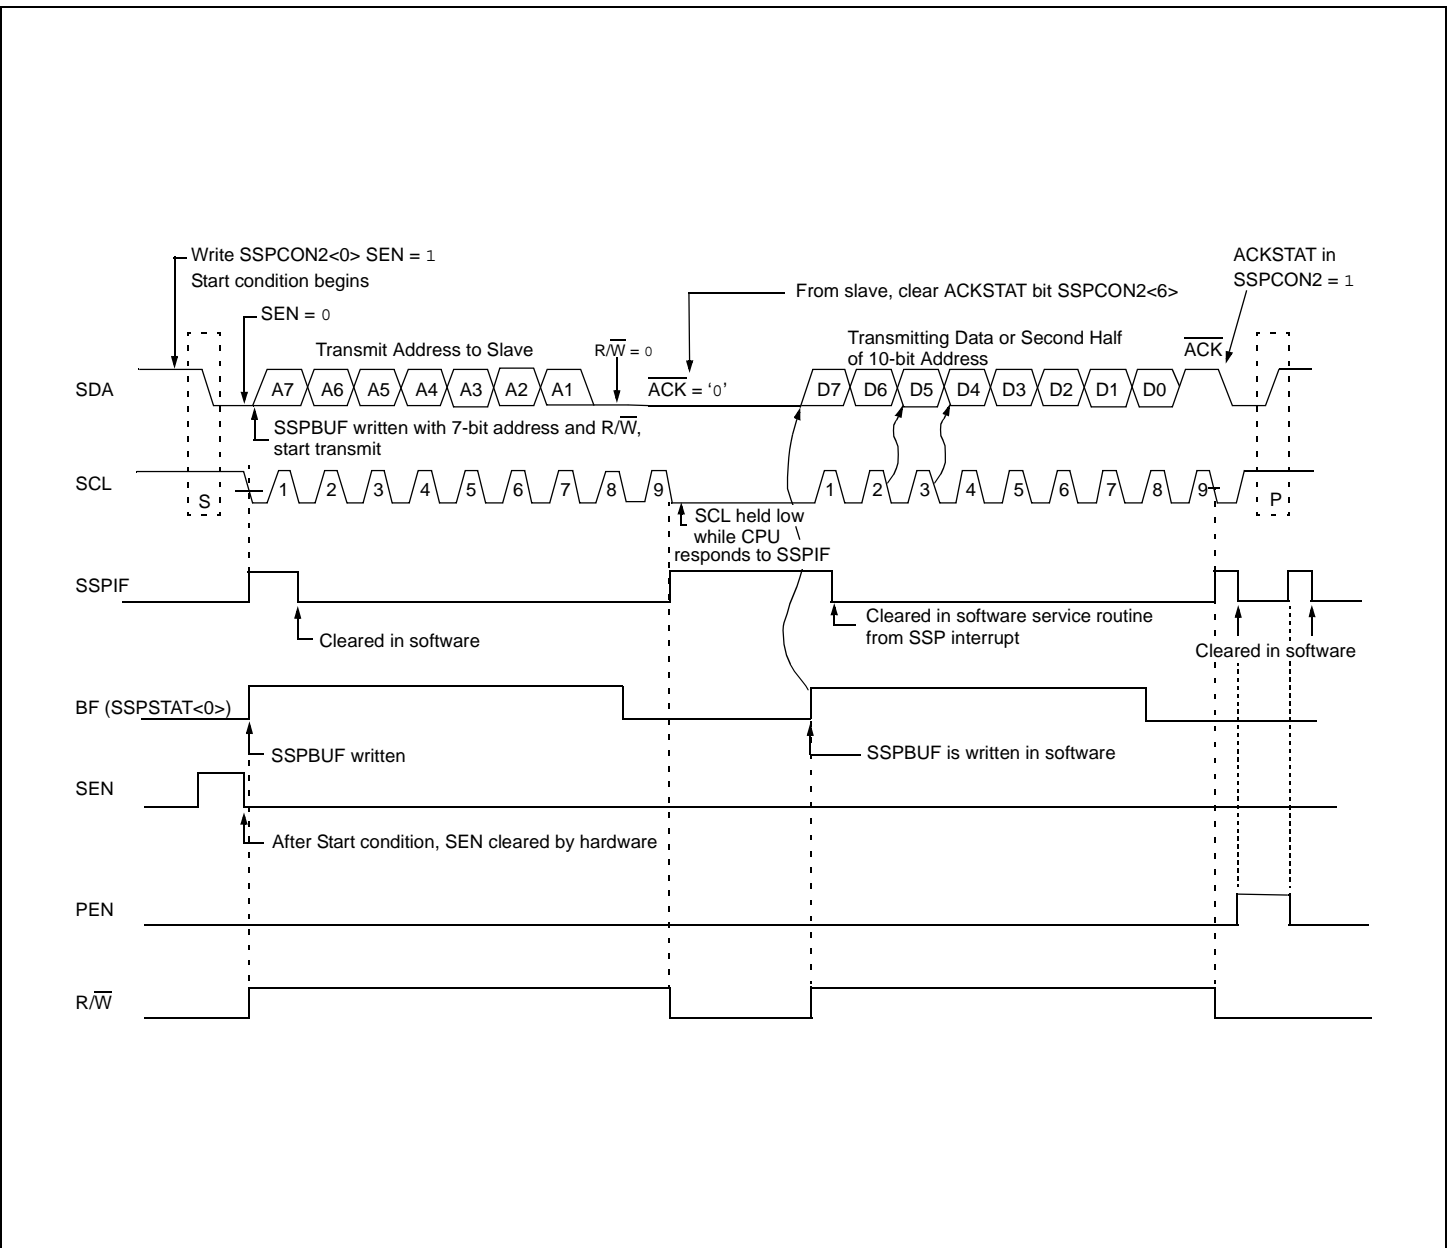 Write SSPCON2<0> SEN = 1
Start condition begins
ACKSTAT in
SSPCON2 = 1
From slave, clear ACKSTAT bit SSPCON2<6>
SEN = 0
Transmit Address to Slave
R/W̅ = 0
Transmitting Data or Second Half
of 10-bit Address
A̅C̅K̅
SDA
A7 A6 A5 A4 A3 A2 A1
A̅C̅K̅ = ‘0’
D7 D6 D5 D4 D3 D2 D1 D0
SSPBUF written with 7-bit address and R/W̅,
start transmit
SCL
S
1 2 3 4 5 6 7 8 9
1 2 3 4 5 6 7 8 9
P
SCL held low
while CPU
responds to SSPIF
SSPIF
Cleared in software
Cleared in software service routine
from SSP interrupt
Cleared in software
BF (SSPSTAT<0>)
SSPBUF written
SSPBUF is written in software
SEN
After Start condition, SEN cleared by hardware
PEN
R/W̅